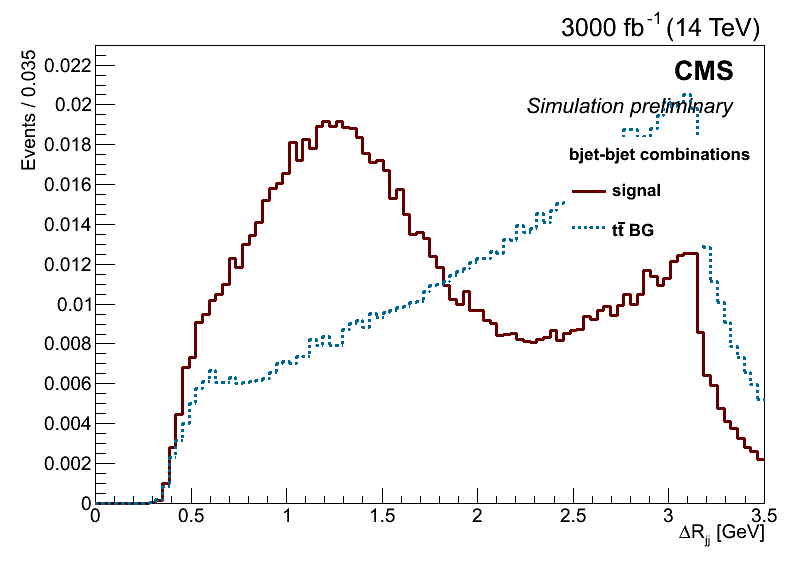 3000 fb⁻¹ (14 TeV)
Events / 0.035
CMS
Simulation preliminary
bjet-bjet combinations
signal
tt̄ BG
0.022
0.02
0.018
0.016
0.014
0.012
0.01
0.008
0.006
0.004
0.002
0
0 0.5 1 1.5 2 2.5 3 3.5
ΔRjj [GeV]